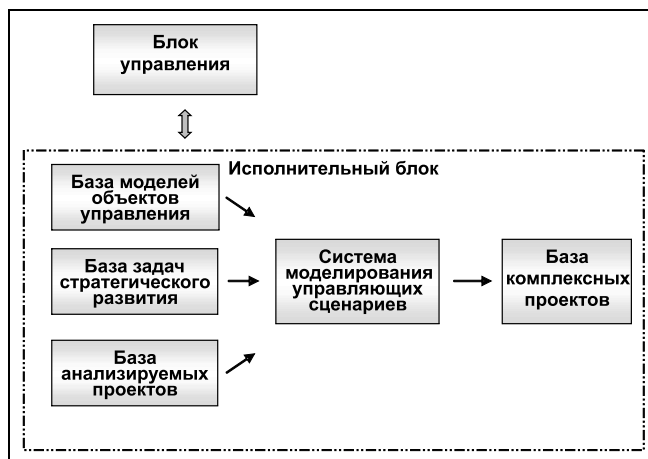 Блок
управления
Исполнительный блок
База моделей
объектов
управления
База задач
стратегического
развития
База
анализируемых
проектов
Система
моделирования
управляющих
сценариев
База
комплексных
проектов